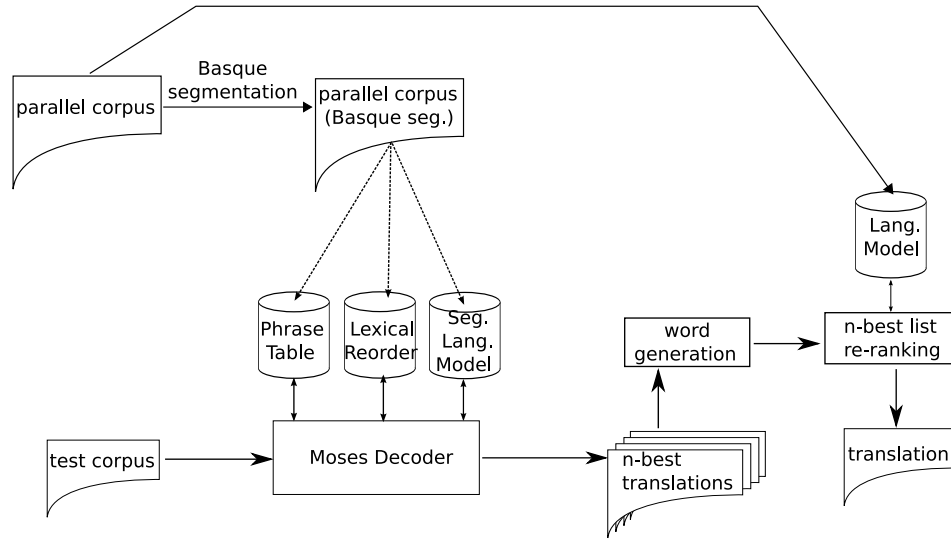 Basque
segmentation
parallel corpus
parallel corpus
(Basque seg.)
Lang.
Model
Phrase
Table
Lexical
Reorder
Seg.
Lang.
Model
word
generation
n-best list
re-ranking
test corpus
Moses Decoder
n-best
translations
translation